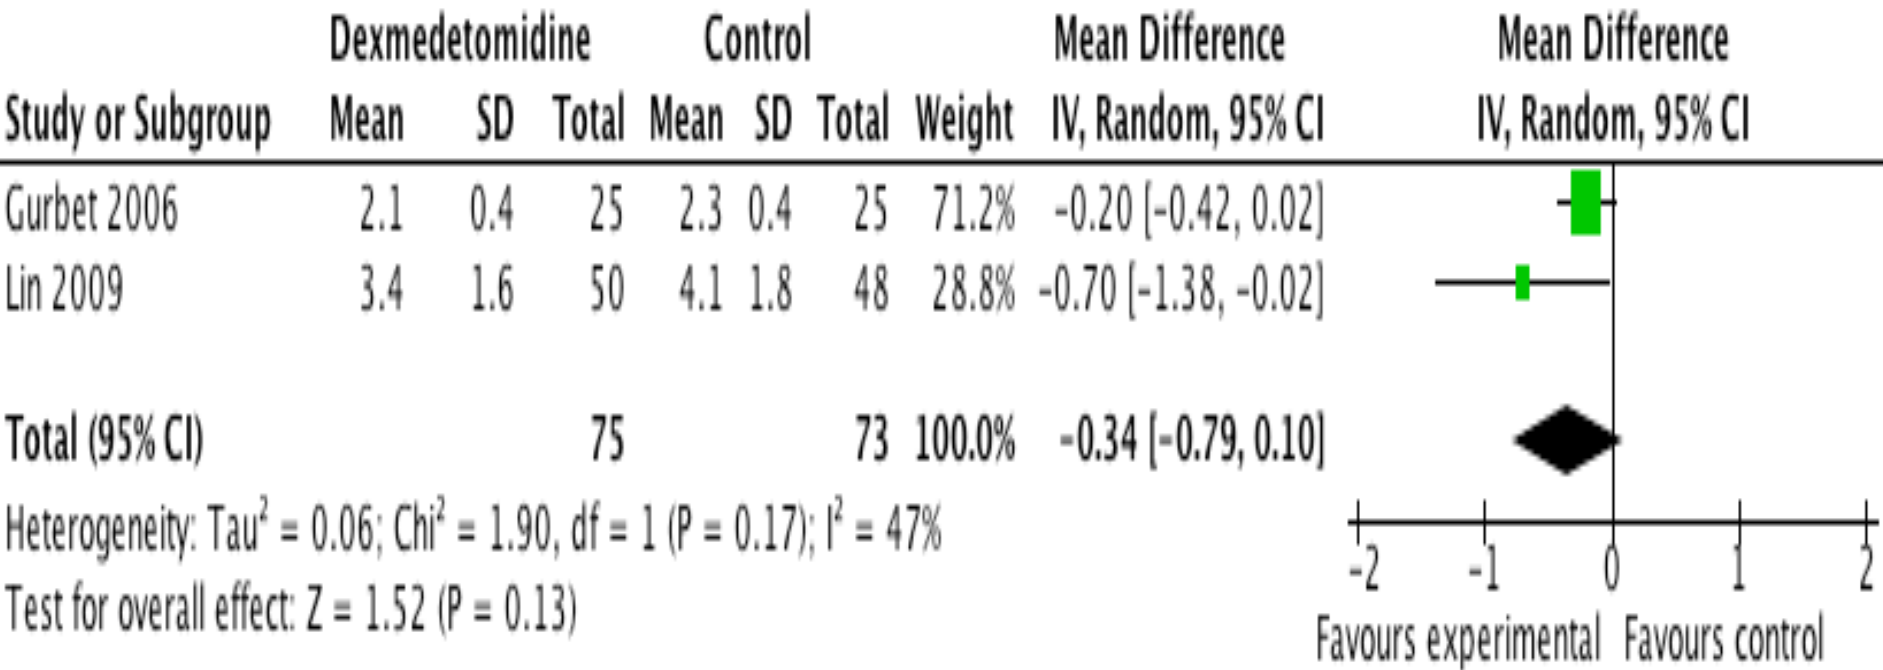 Dexmedetomidine Control Mean Difference Mean Difference
Study or Subgroup Mean SD Total Mean SD Total Weight IV, Random, 95% CI IV, Random, 95% CI
Gurbet 2006 2.1 0.4 25 2.3 0.4 25 71.2% −0.20 [−0.42, 0.02]
Lin 2009 3.4 1.6 50 4.1 1.8 48 28.8% −0.70 [−1.38, −0.02]
Total (95% CI) 75 73 100.0% −0.34 [−0.79, 0.10]
Heterogeneity: Tau² = 0.06; Chi² = 1.90, df = 1 (P = 0.17); I² = 47%
Test for overall effect: Z = 1.52 (P = 0.13)
−2 −1 0 1 2
Favours experimental Favours control